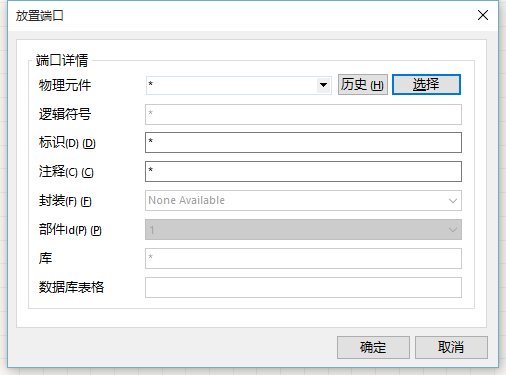 放置端口
端口详情
物理元件 * 历史 (H) 选择
逻辑符号 *
标识(D) (D) *
注释(C) (C) *
封装(F) (F) None Available
部件Id(P) (P) 1
库 *
数据库表格
确定 取消